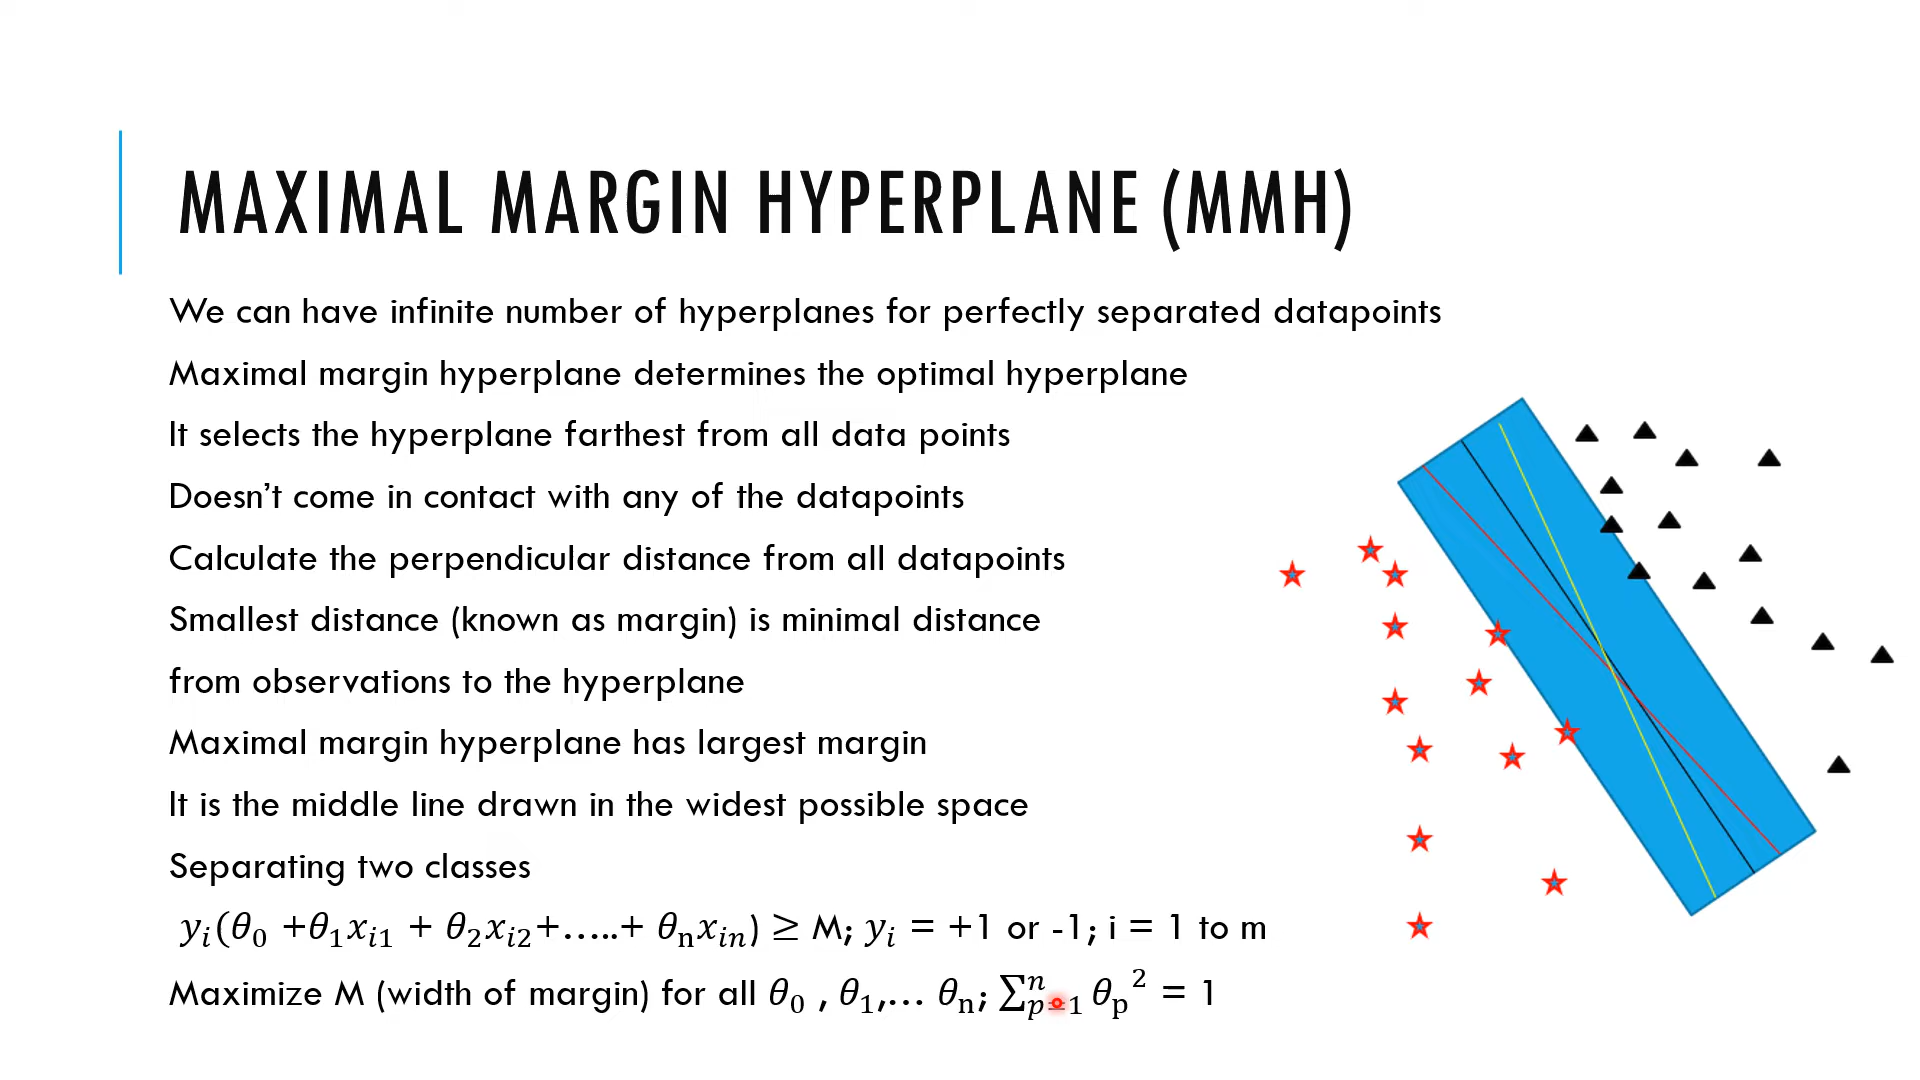 MAXIMAL MARGIN HYPERPLANE (MMH)
We can have infinite number of hyperplanes for perfectly separated datapoints
Maximal margin hyperplane determines the optimal hyperplane
It selects the hyperplane farthest from all data points
Doesn't come in contact with any of the datapoints
Calculate the perpendicular distance from all datapoints
Smallest distance (known as margin) is minimal distance
from observations to the hyperplane
Maximal margin hyperplane has largest margin
It is the middle line drawn in the widest possible space
Separating two classes
yᵢ(θ₀ +θ₁xᵢ₁ + θ₂xᵢ₂+…..+ θₙxᵢₙ) ≥ M; yᵢ = +1 or -1; i = 1 to m
Maximize M (width of margin) for all θ₀ , θ₁,… θₙ; ∑ₚ₌₁ⁿ θₚ² = 1